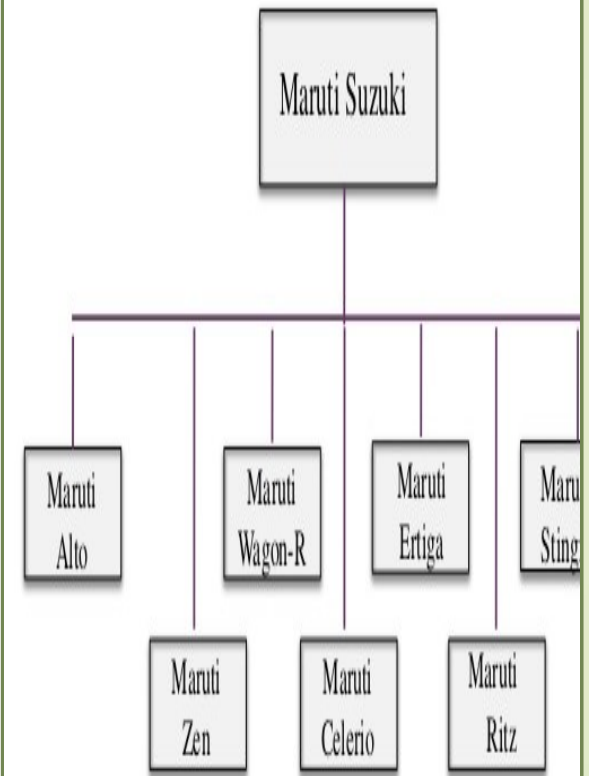 Maruti Suzuki
Maruti
Alto
Maruti
Wagon-R
Maruti
Ertiga
Maruti
Zen
Maruti
Celerio
Maruti
Ritz